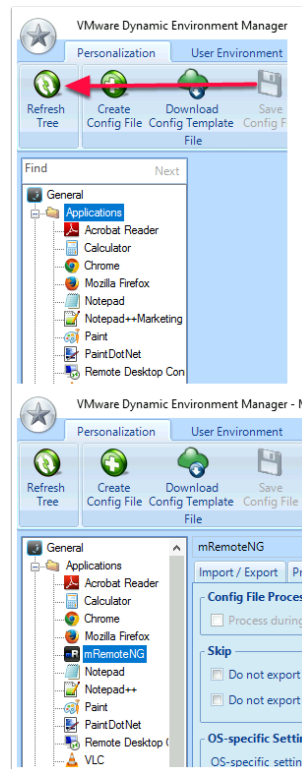 VMware Dynamic Environment Manager
Personalization User Environment
Refresh Tree
Create Config File
Download Config Template
Save Config F
File
Find Next
General
Applications
Acrobat Reader
Calculator
Chrome
Mozilla Firefox
Notepad
Notepad++Marketing
Paint
PaintDotNet
Remote Desktop Con
VMware Dynamic Environment Manager - M
Personalization User Environment
Refresh Tree
Create Config File
Download Config Template
Save Config File
File
General
Applications
Acrobat Reader
Calculator
Chrome
Mozilla Firefox
mRemoteNG
Notepad
Notepad++
Paint
PaintDotNet
Remote Desktop (
VLC
mRemoteNG
Import / Export Pr
Config File Proces
Process during
Skip
Do not export
Do not export
OS-specific Settin
OS-specific settin